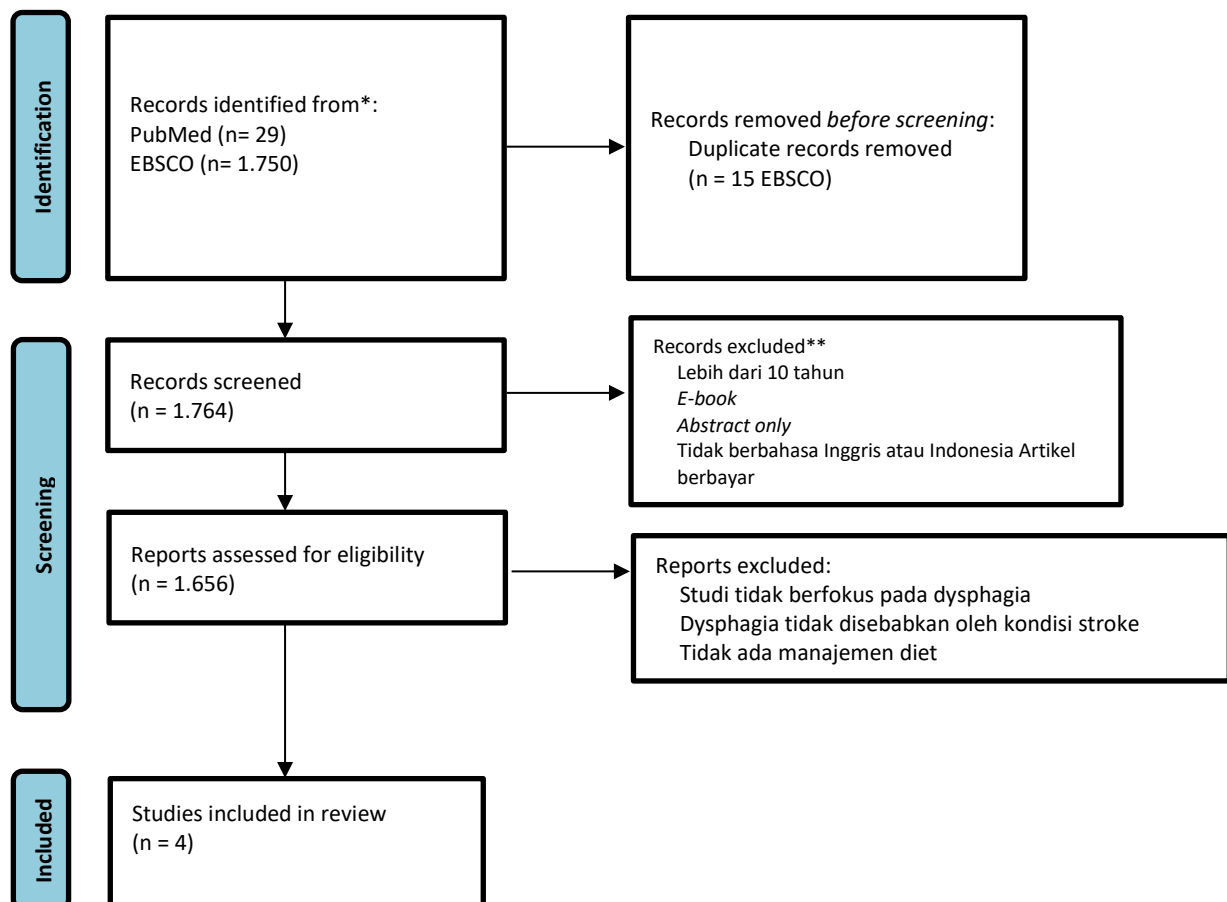 Identification
Records identified from*:
PubMed (n= 29)
EBSCO (n= 1.750)
Records removed before screening:
Duplicate records removed
(n = 15 EBSCO)
Screening
Records screened
(n = 1.764)
Records excluded**
Lebih dari 10 tahun
E-book
Abstract only
Tidak berbahasa Inggris atau Indonesia Artikel
berbayar
Reports assessed for eligibility
(n = 1.656)
Reports excluded:
Studi tidak berfokus pada dysphagia
Dysphagia tidak disebabkan oleh kondisi stroke
Tidak ada manajemen diet
Included
Studies included in review
(n = 4)